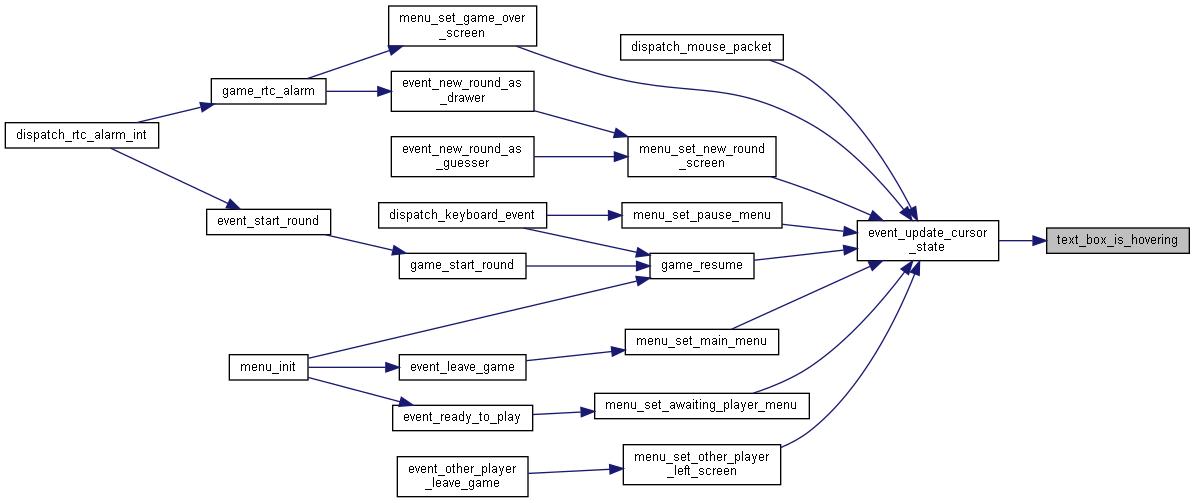 menu_set_game_over
_screen
dispatch_mouse_packet
game_rtc_alarm
event_new_round_as
_drawer
dispatch_rtc_alarm_int
event_new_round_as
_guesser
menu_set_new_round
_screen
event_start_round
dispatch_keyboard_event
menu_set_pause_menu
event_update_cursor
_state
text_box_is_hovering
game_start_round
game_resume
menu_set_main_menu
menu_init
event_leave_game
event_ready_to_play
menu_set_awaiting_player_menu
event_other_player
_leave_game
menu_set_other_player
_left_screen